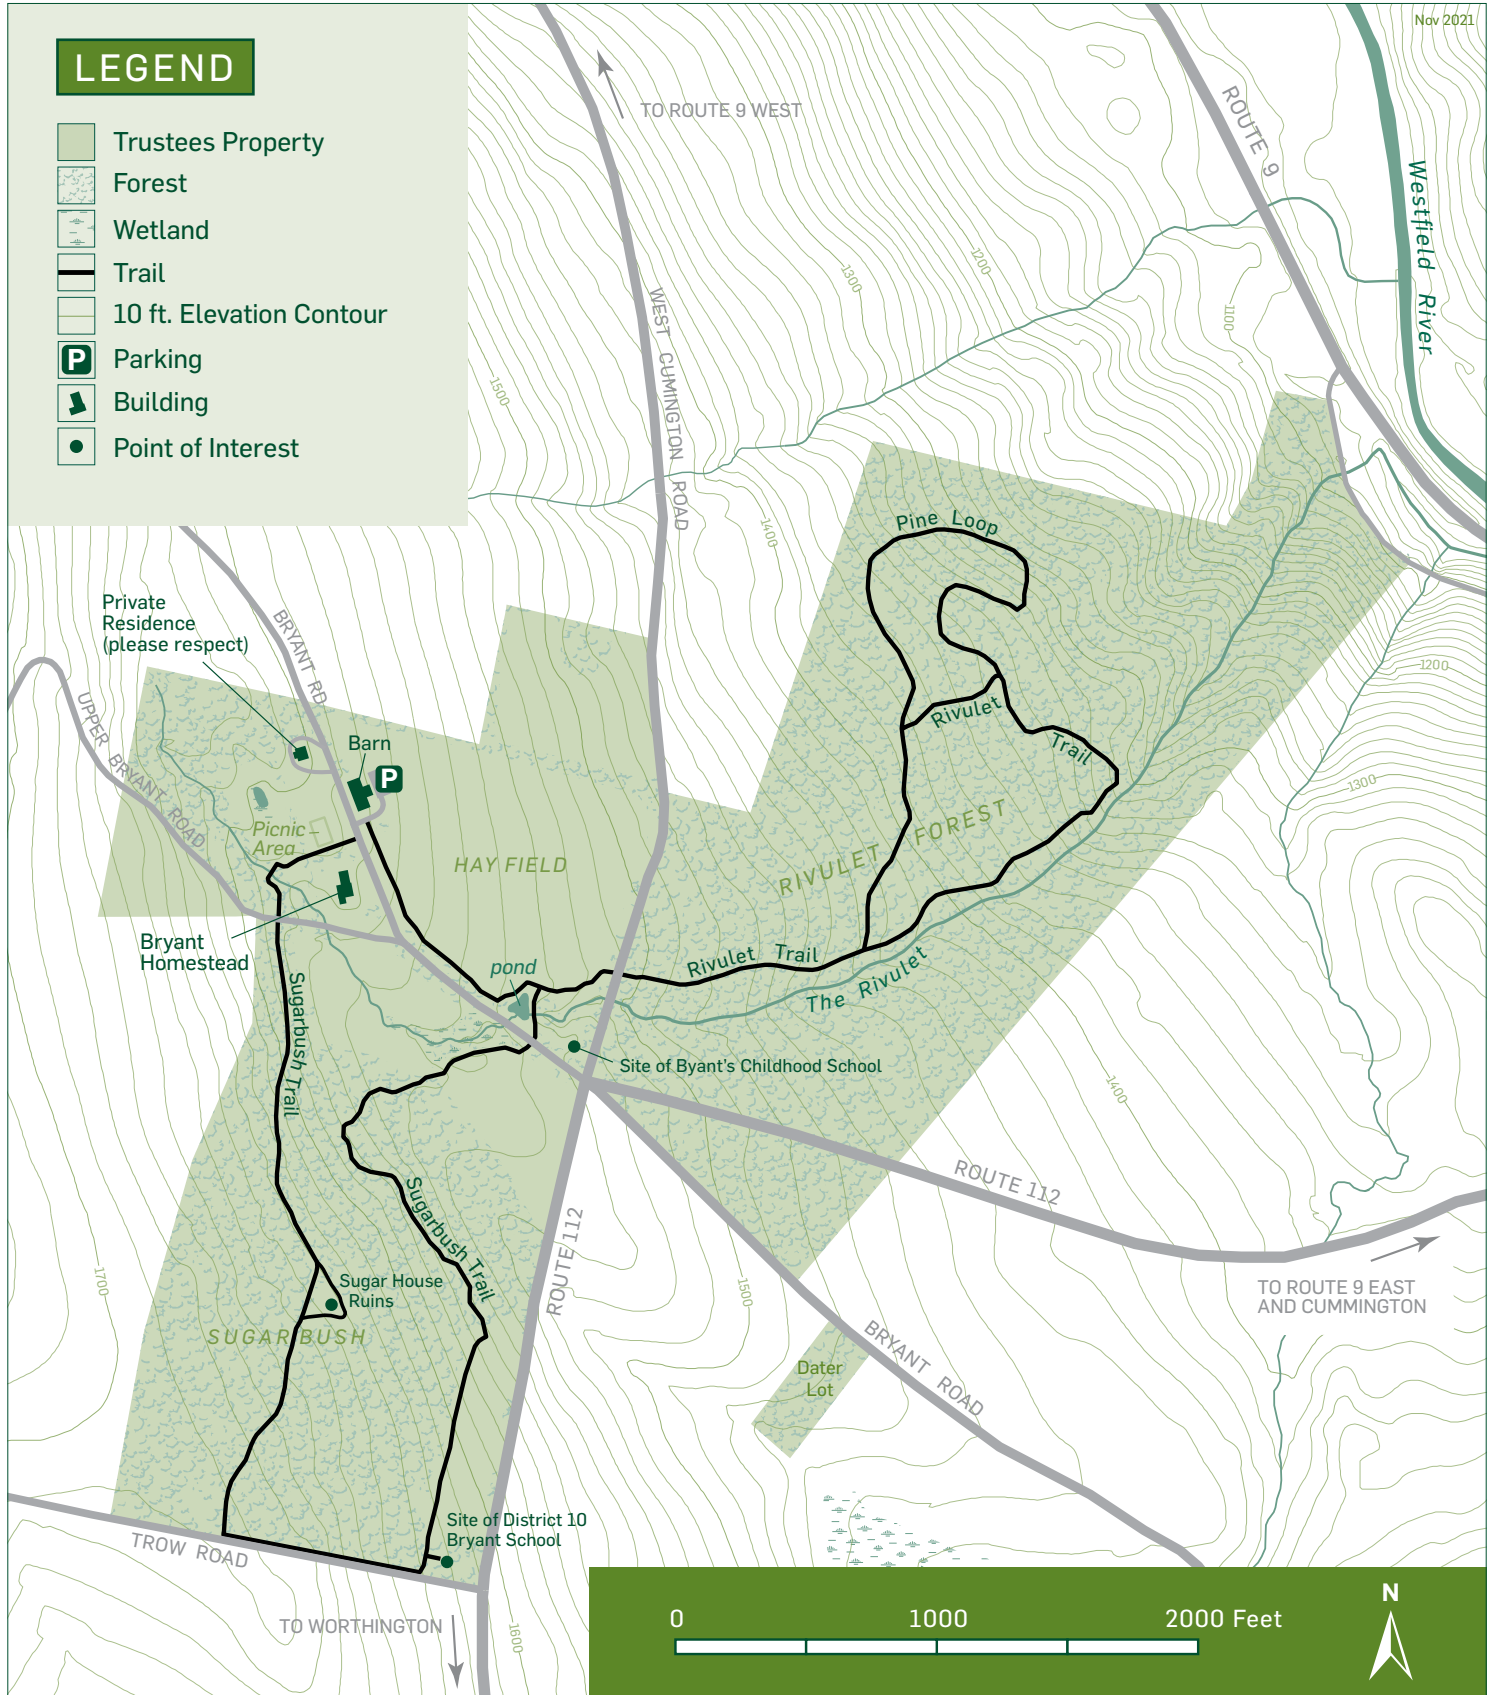 Nov 2021
LEGEND
Trustees Property
Forest
Wetland
Trail
10 ft. Elevation Contour
P
Parking
Building
Point of Interest
TO ROUTE 9 WEST
ROUTE 9
Westfield River
WEST CUMINGTON ROAD
1300
1200
1100
1500
1400
Pine Loop
Private
Residence
(please respect)
BRYANT RD
UPPER BRYANT ROAD
Barn
P
Picnic
Area
HAY FIELD
Rivulet
Trail
RIVULET FOREST
1200
1300
Bryant
Homestead
pond
Rivulet Trail
The Rivulet
Sugarbush Trail
Site of Byant's Childhood School
1400
Sugarbush Trail
ROUTE 112
ROUTE 112
1700
Sugar House
Ruins
SUGAR BUSH
1500
TO ROUTE 9 EAST
AND CUMMINGTON
BRYANT ROAD
Dater
Lot
Site of District 10
Bryant School
TROW ROAD
TO WORTHINGTON
1600
0 1000 2000 Feet
N